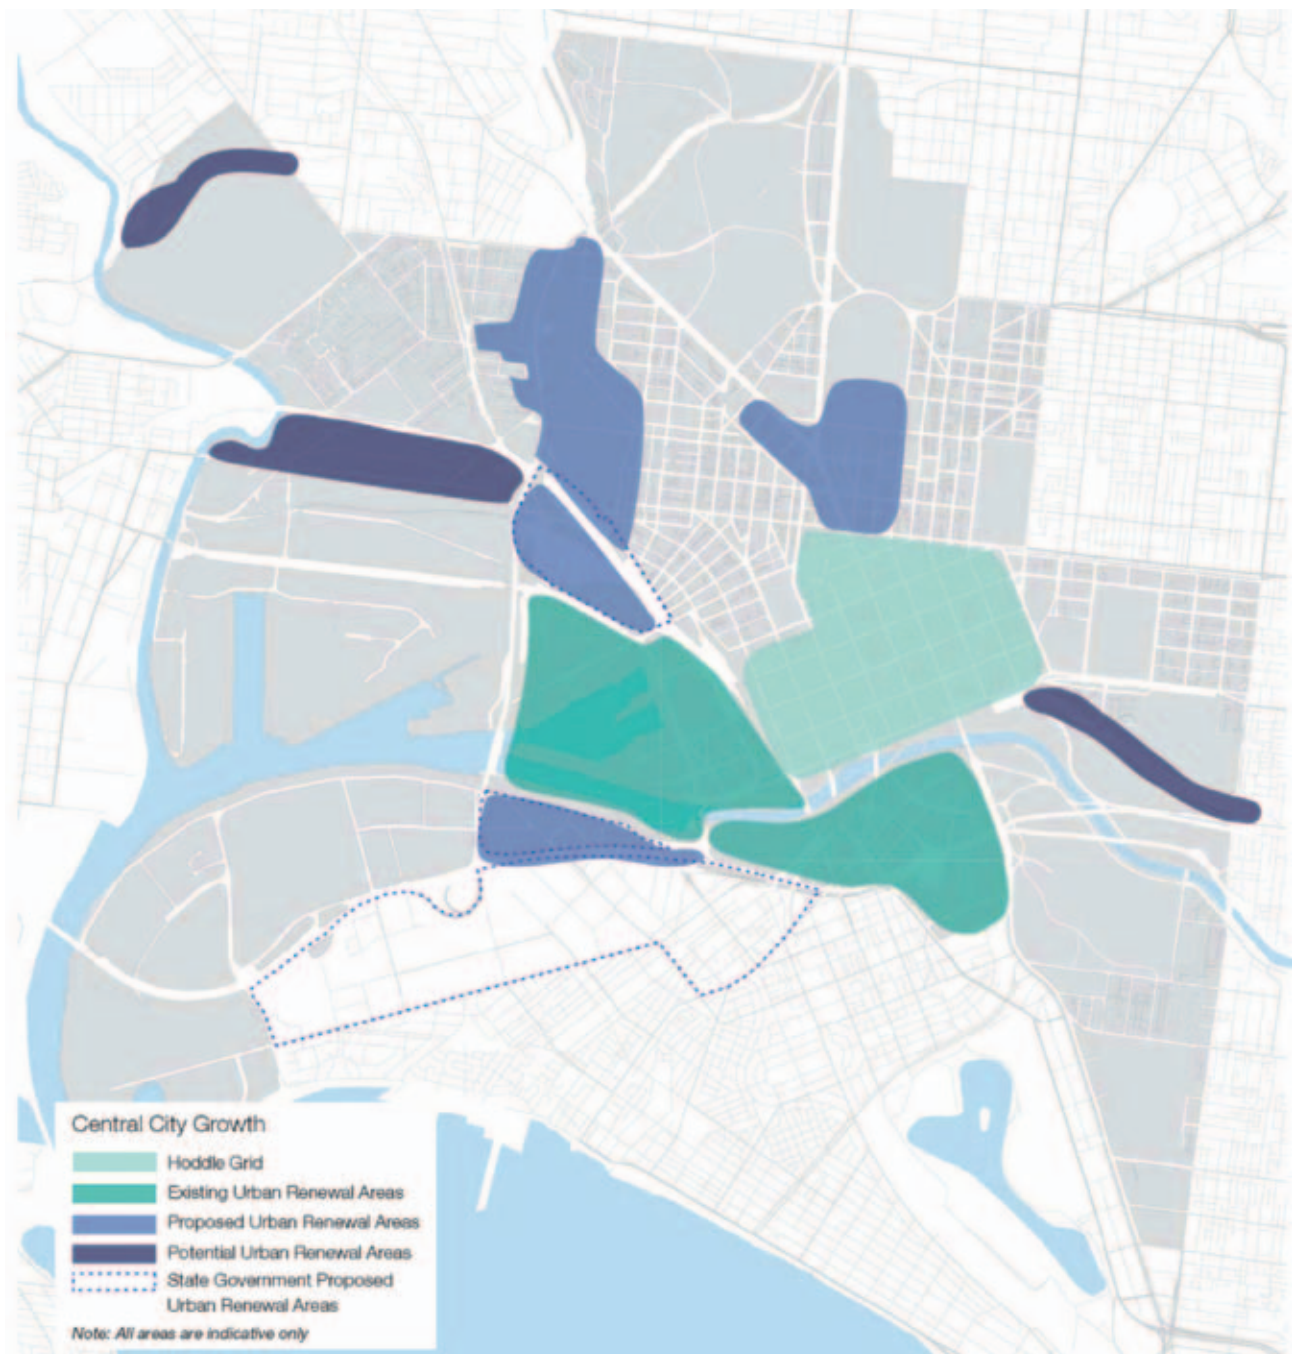 Central City Growth
Hoddle Grid
Existing Urban Renewal Areas
Proposed Urban Renewal Areas
Potential Urban Renewal Areas
State Government Proposed
Urban Renewal Areas
Note: All areas are indicative only